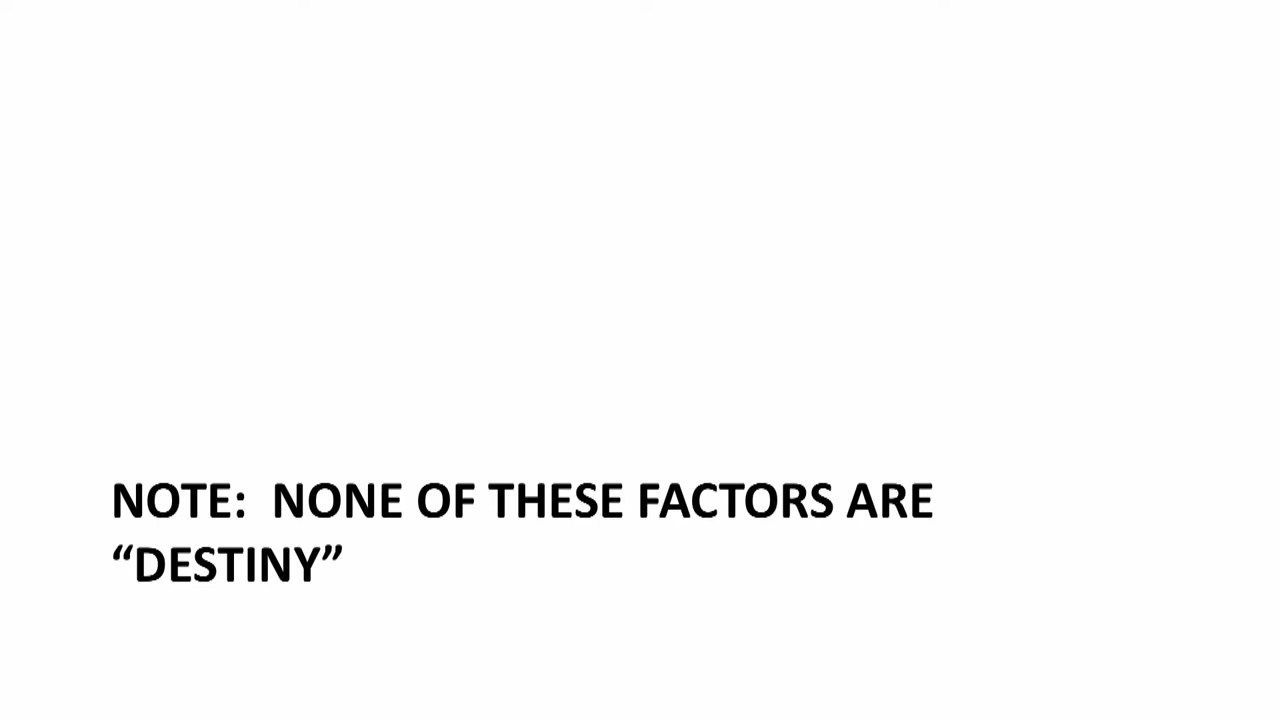 NOTE:  NONE OF THESE FACTORS ARE
“DESTINY”